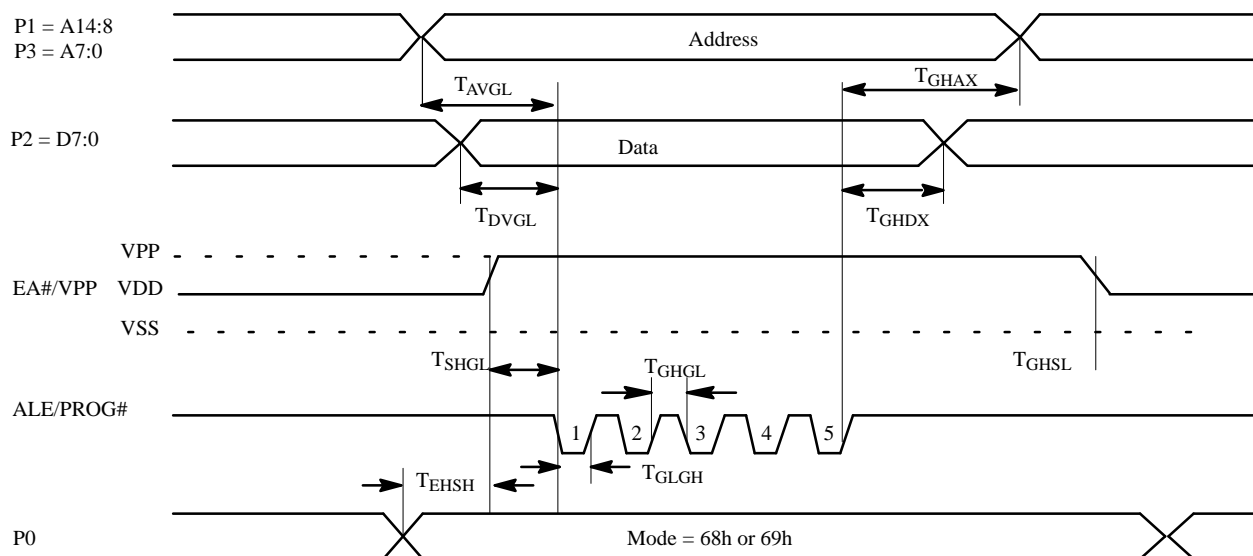 P1 = A14:8
P3 = A7:0
Address
TAVGL
TGHAX
P2 = D7:0
Data
TDVGL
TGHDX
VPP
EA#/VPP VDD
VSS
TSHGL
TGHGL
TGHSL
ALE/PROG#
1 2 3 4 5
TEHSH
TGLGH
P0
Mode = 68h or 69h